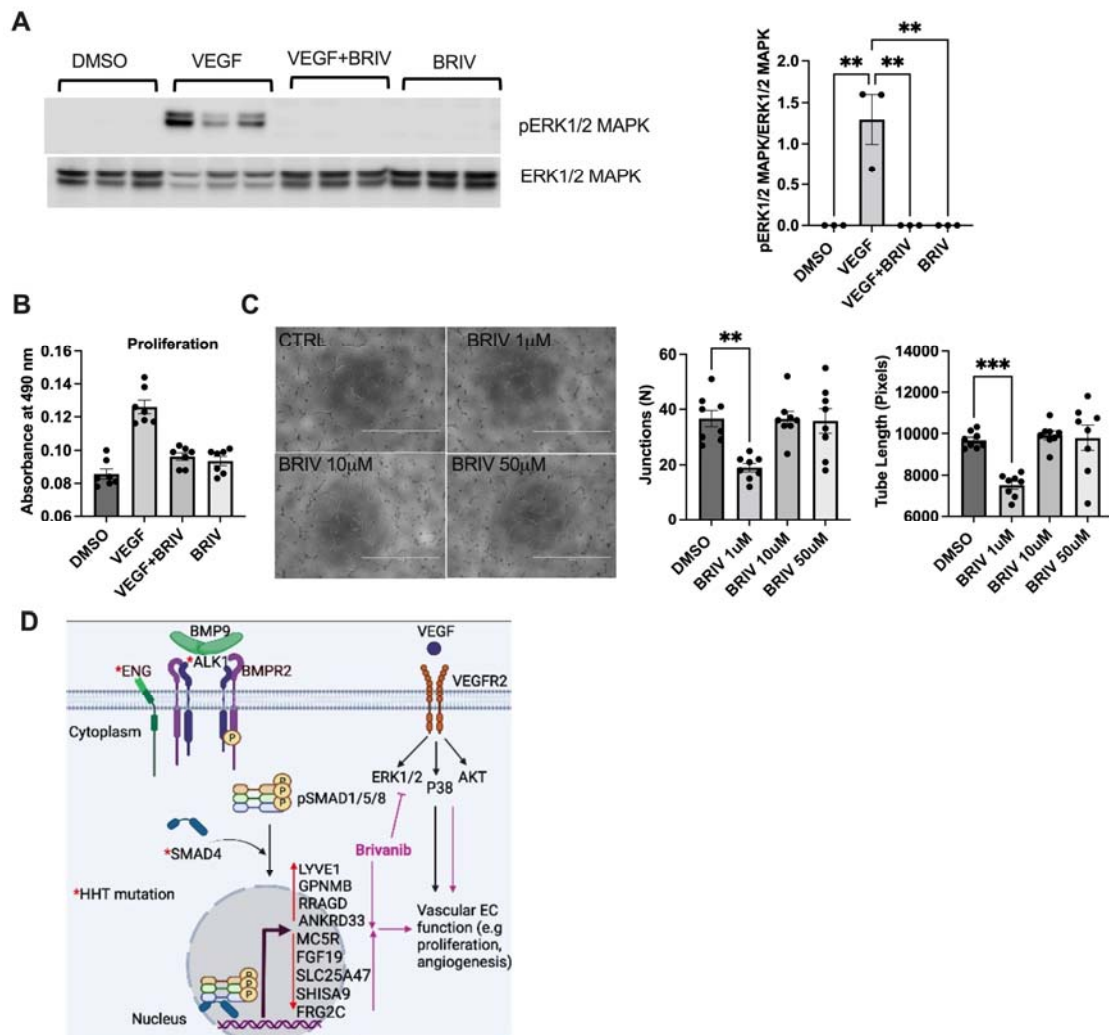 A
DMSO
VEGF
VEGF+BRIV
BRIV
pERK1/2 MAPK
ERK1/2 MAPK
pERK1/2 MAPK/ERK1/2 MAPK
2.0
1.5
1.0
0.5
0.0
**
** **
DMSO
VEGF
VEGF+BRIV
BRIV
B
Proliferation
Absorbance at 490 nm
0.16
0.14
0.12
0.10
0.08
0.06
DMSO
VEGF
VEGF+BRIV
BRIV
C
CTRL
BRIV 1μM
BRIV 10μM
BRIV 50μM
Junctions (N)
60
40
20
0
**
DMSO
BRIV 1uM
BRIV 10uM
BRIV 50uM
Tube Length (Pixels)
14000
12000
10000
8000
6000
***
DMSO
BRIV 1uM
BRIV 10uM
BRIV 50uM
D
BMP9
*ALK1
*ENG
BMPR2
VEGF
VEGFR2
Cytoplasm
P
ERK1/2
P38
AKT
P
P
P
pSMAD1/5/8
*SMAD4
Brivanib
*HHT mutation
LYVE1
GPNMB
RRAGD
ANKRD33
MC5R
FGF19
SLC25A47
SHISA9
FRG2C
Vascular EC
function (e.g
proliferation,
angiogenesis)
P
P
P
Nucleus